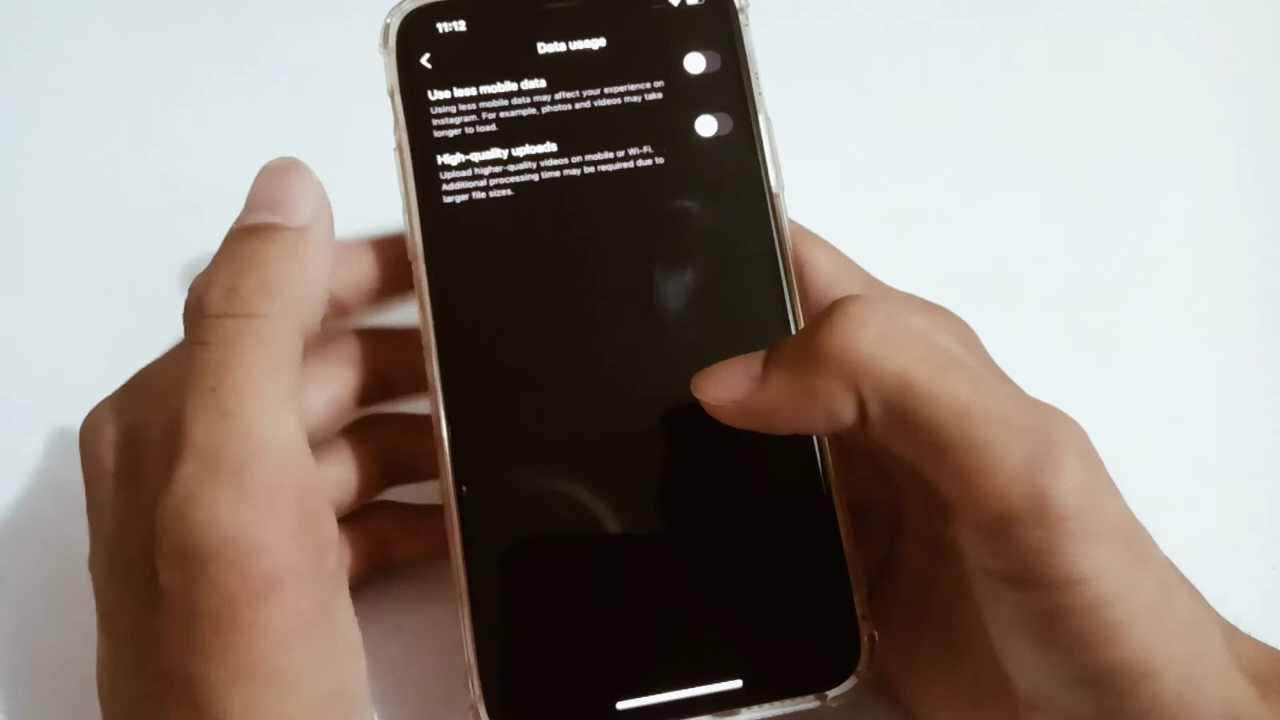 11:12
Data usage
Use less mobile data
Using less mobile data may affect your experience on
Instagram. For example, photos and videos may take
longer to load.
High-quality uploads
Upload higher-quality videos on mobile or Wi-Fi.
Additional processing time may be required due to
larger file sizes.